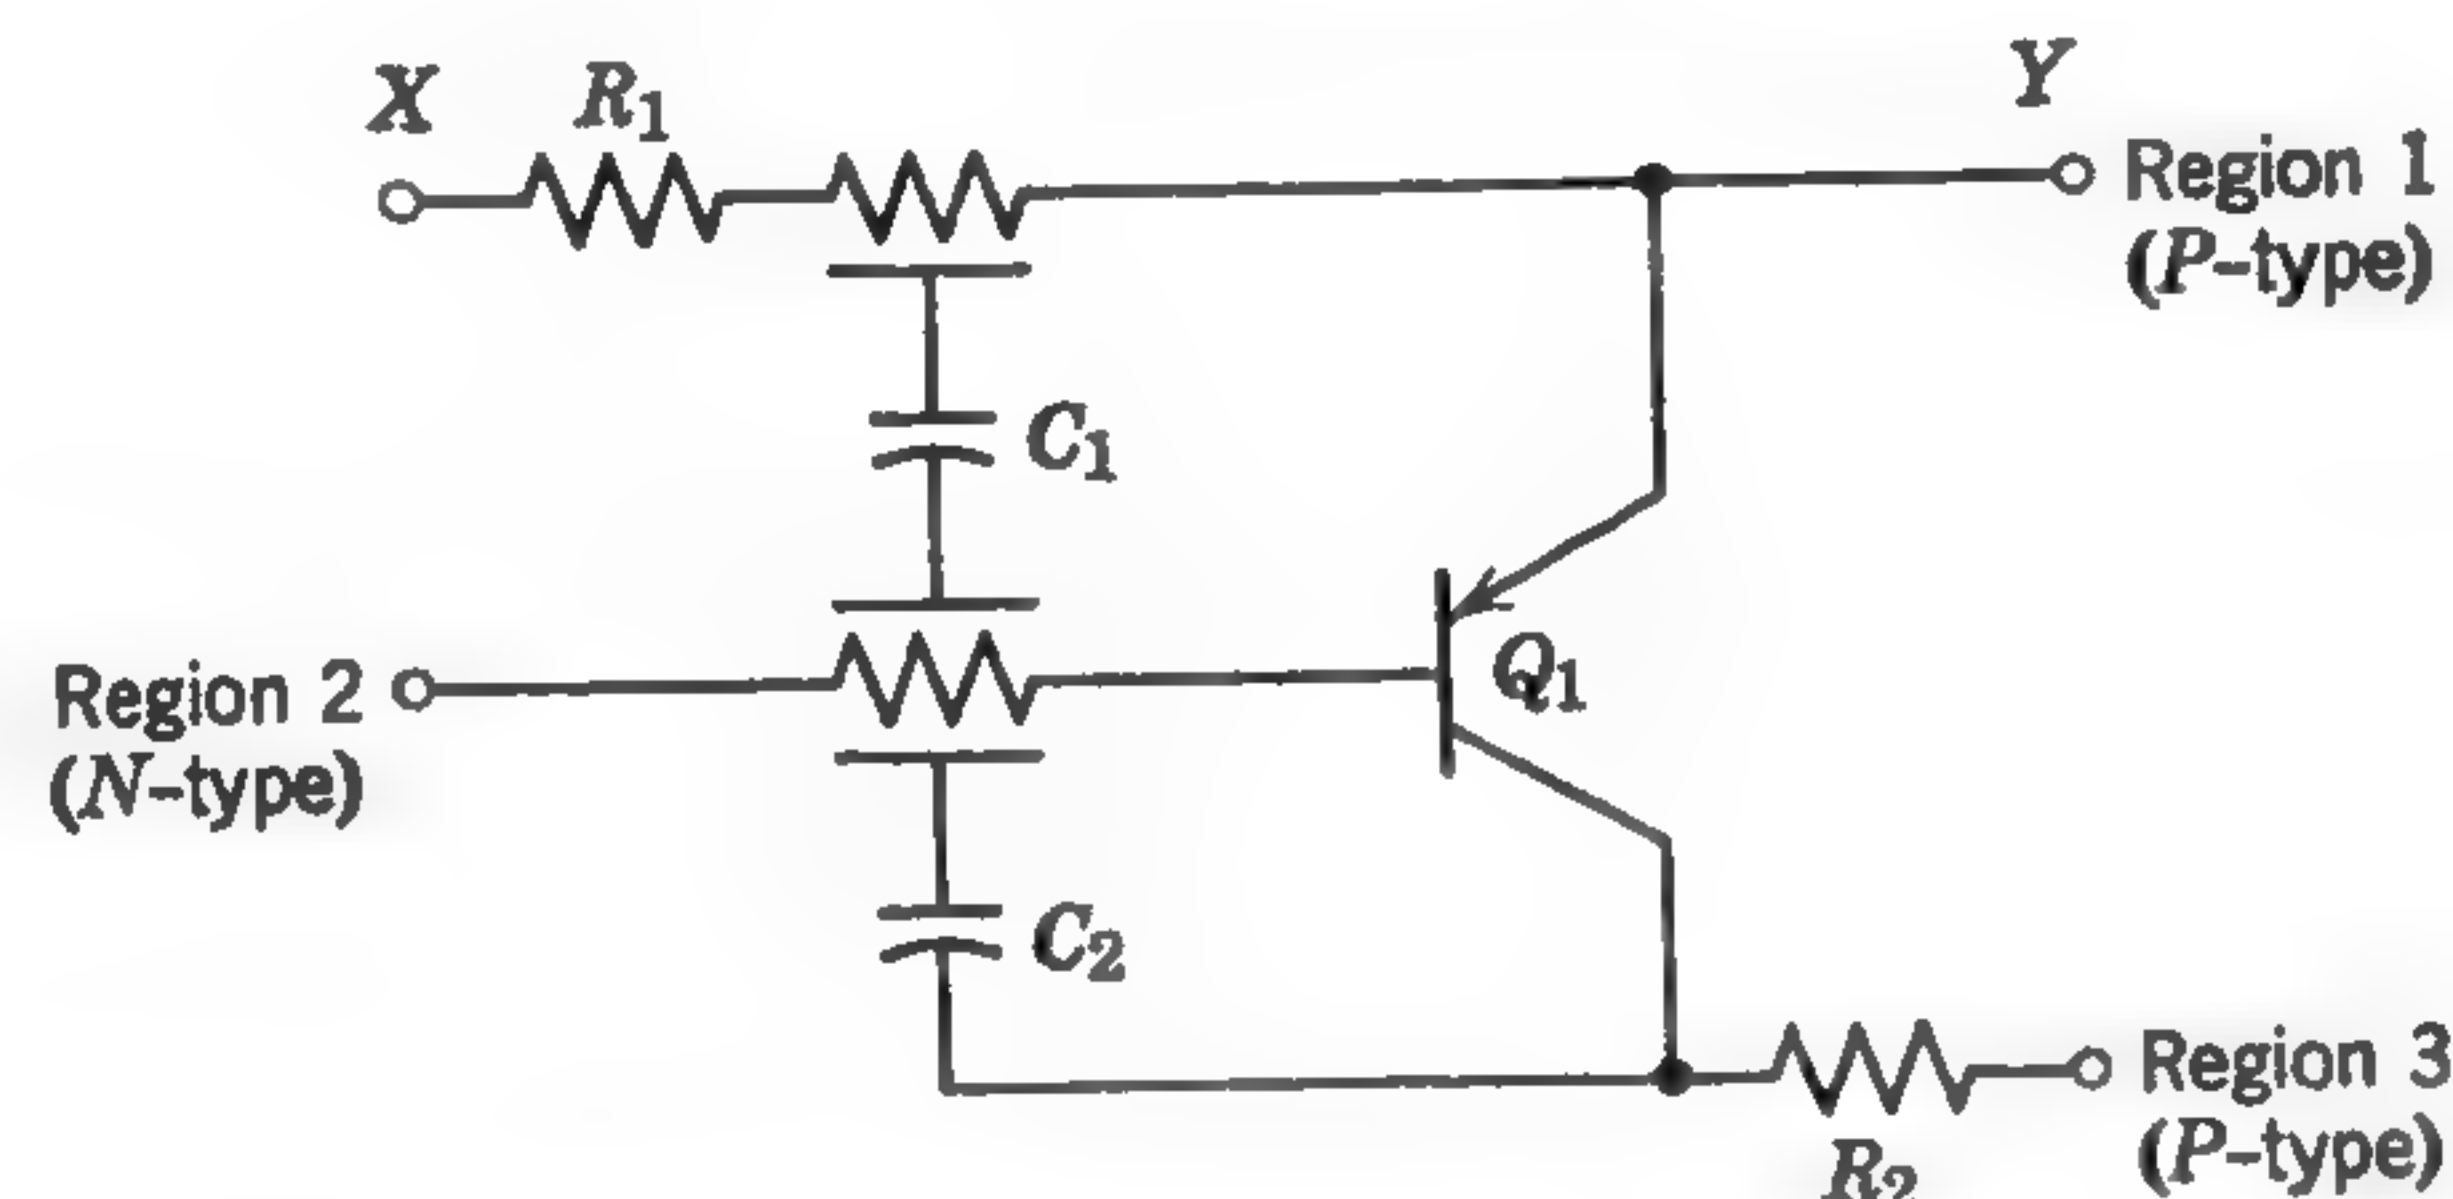 X
R1
Y
Region 1
(P-type)
C1
Region 2
(N-type)
Q1
C2
Region 3
(P-type)
R2